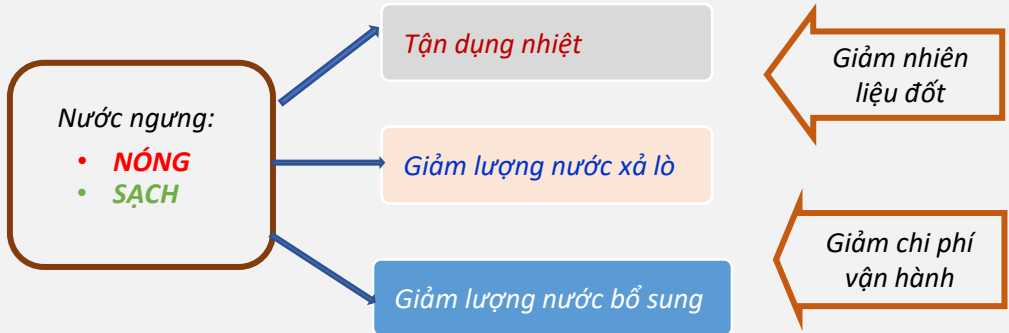 Nước ngưng:
• NÓNG
• SẠCH
Tận dụng nhiệt
Giảm lượng nước xả lò
Giảm lượng nước bổ sung
Giảm nhiên
liệu đốt
Giảm chi phí
vận hành